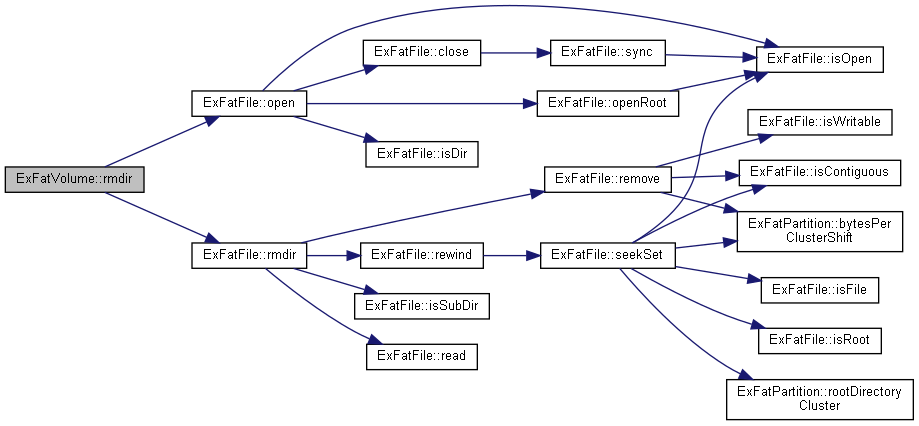 ExFatVolume::rmdir
ExFatFile::open
ExFatFile::close
ExFatFile::sync
ExFatFile::isOpen
ExFatFile::openRoot
ExFatFile::isDir
ExFatFile::rmdir
ExFatFile::remove
ExFatFile::isWritable
ExFatFile::isContiguous
ExFatPartition::bytesPer
ClusterShift
ExFatFile::rewind
ExFatFile::seekSet
ExFatFile::isFile
ExFatFile::isRoot
ExFatPartition::rootDirectory
Cluster
ExFatFile::isSubDir
ExFatFile::read